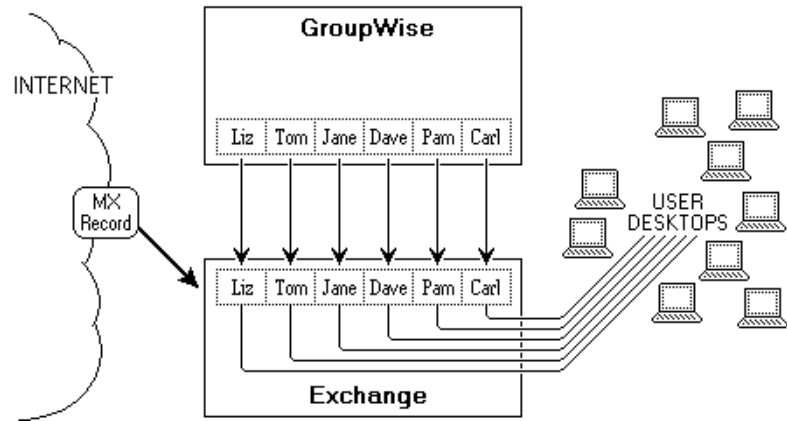 GroupWise
INTERNET
Liz Tom Jane Dave Pam Carl
MX
Record
USER
DESKTOPS
Liz Tom Jane Dave Pam Carl
Exchange